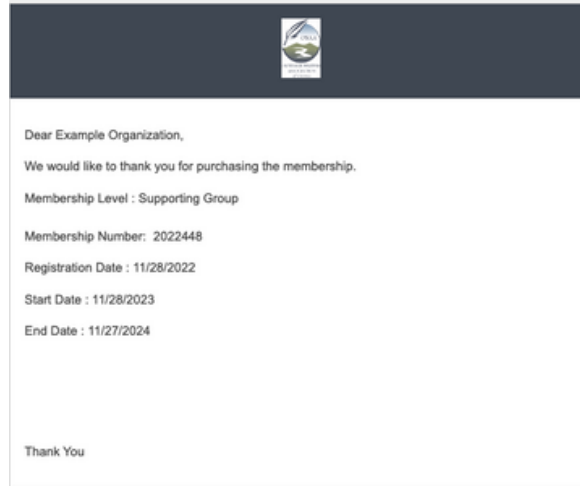 Dear Example Organization,
We would like to thank you for purchasing the membership.
Membership Level : Supporting Group
Membership Number:  2022448
Registration Date : 11/28/2022
Start Date : 11/28/2023
End Date : 11/27/2024
Thank You